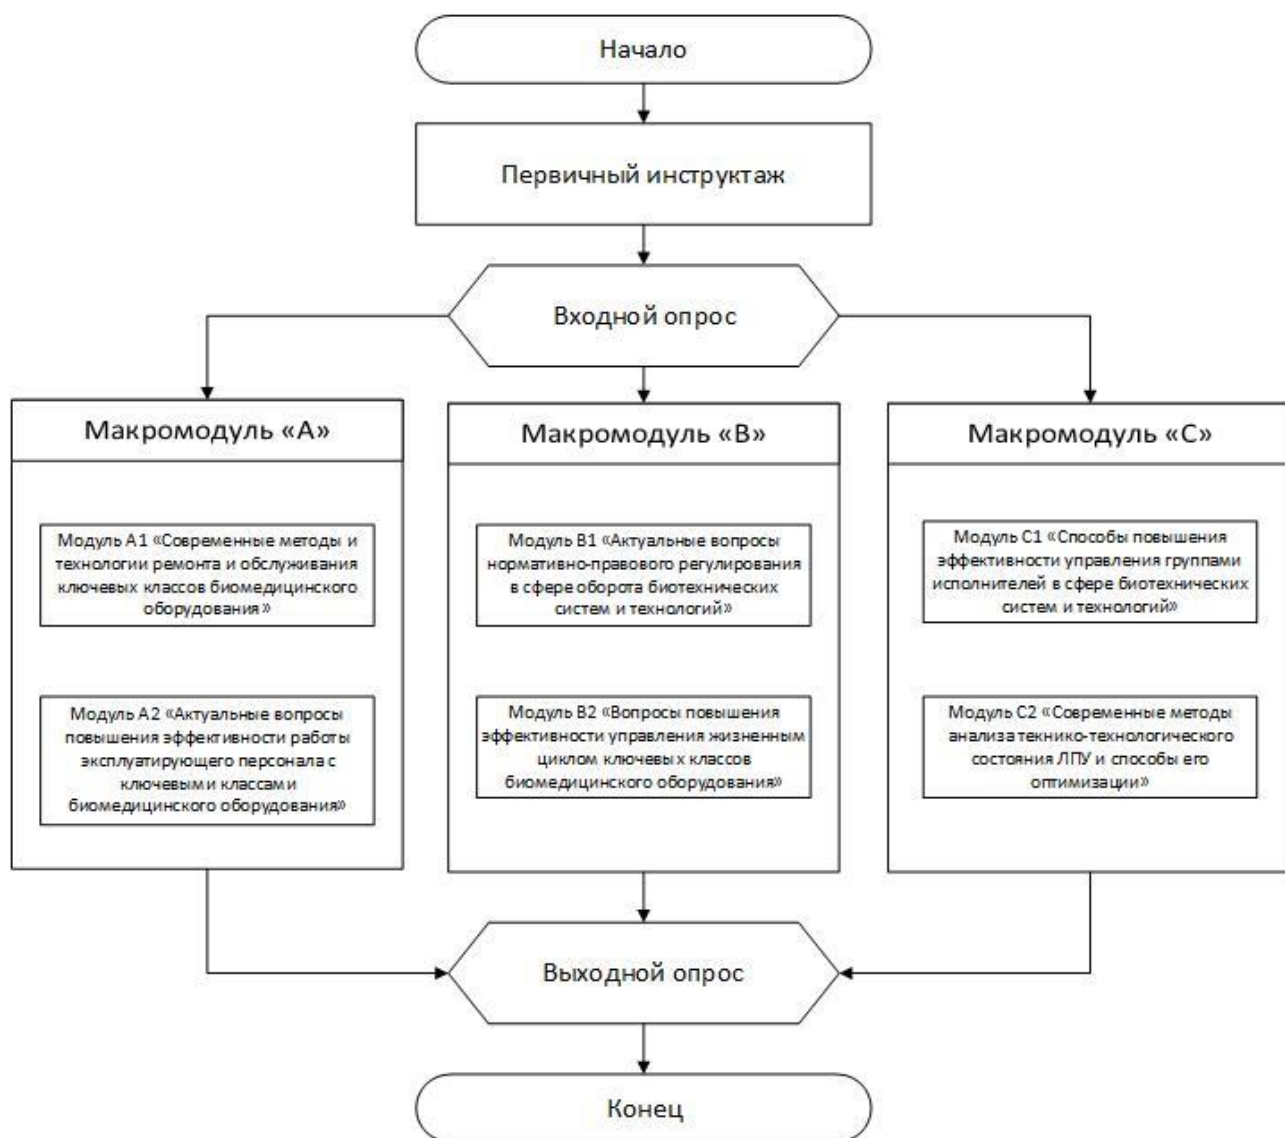 Начало
Первичный инструктаж
Входной опрос
Макромодуль «А»
Модуль А1 «Современные методы и
технологии ремонта и обслуживания
ключевых классов биомедицинского
оборудования»
Модуль А2 «Актуальные вопросы
повышения эффективности работы
эксплуатирующего персонала с
ключевыми классами
биомедицинского оборудования»
Макромодуль «В»
Модуль В1 «Актуальные вопросы
нормативно-правового регулирования
в сфере оборота биотехнических
систем и технологий»
Модуль В2 «Вопросы повышения
эффективности управления жизненным
циклом ключевых классов
биомедицинского оборудования»
Макромодуль «С»
Модуль С1 «Способы повышения
эффективности управления группами
исполнителей в сфере биотехнических
систем и технологий»
Модуль С2 «Современные методы
анализа технико-технологического
состояния ЛПУ и способы его
оптимизации»
Выходной опрос
Конец